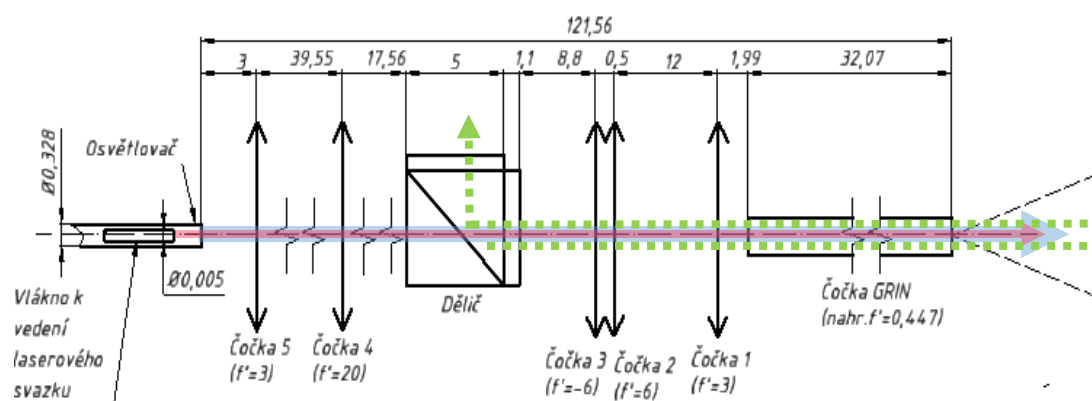 121,56
3
39,55
17,56
5
1,1
8,8
0,5
12
1,99
32,07
Ø0,328
Osvětlovač
Ø0,005
Vlákno k
vedení
laserového
svazku
Čočka 5
(f'=3)
Čočka 4
(f'=20)
Dělič
Čočka 3
(f'=-6)
Čočka 2
(f'=6)
Čočka 1
(f'=3)
Čočka GRIN
(nahr.f'=0,447)